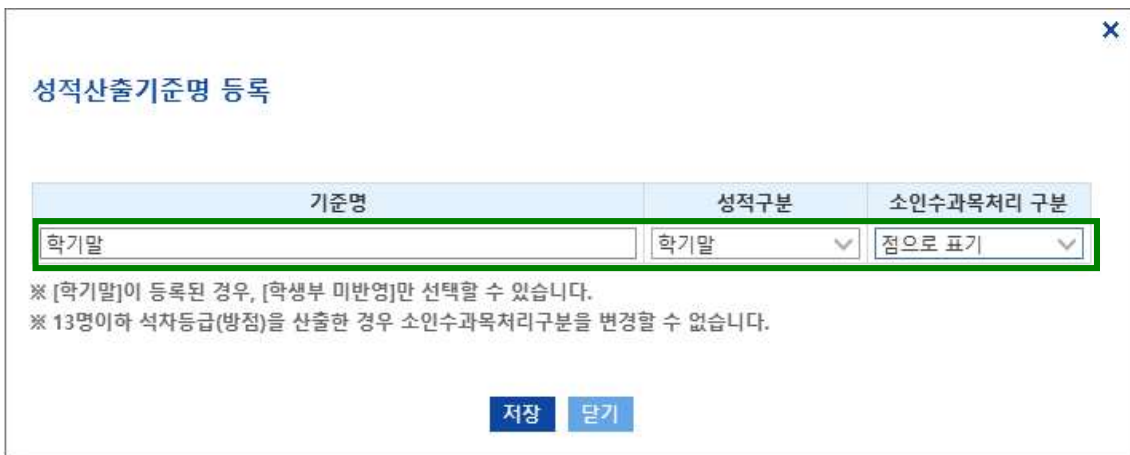 성적산출기준명 등록
기준명 성적구분 소인수과목처리 구분
학기말 학기말 점으로 표기
※ [학기말]이 등록된 경우, [학생부 미반영]만 선택할 수 있습니다.
※ 13명이하 석차등급(방점)을 산출한 경우 소인수과목처리구분을 변경할 수 없습니다.
저장 닫기